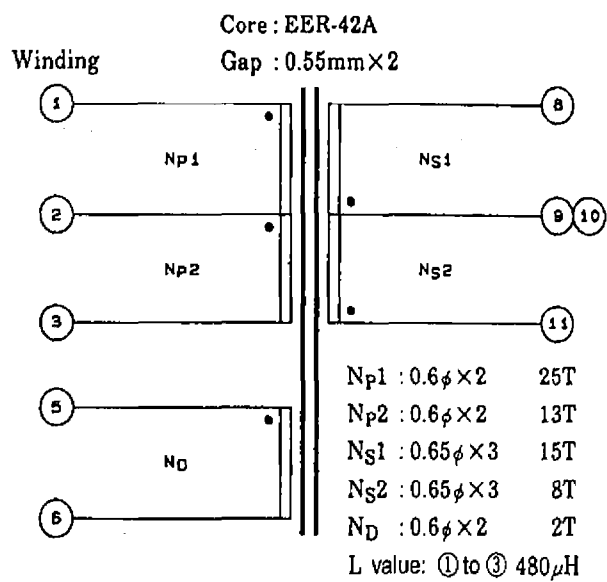 Core : EER-42A
Winding
Gap : 0.55mm×2
1
8
NP1
NS1
2
9 10
NP2
NS2
3
11
5
ND
6
NP1 : 0.6φ×2 25T
NP2 : 0.6φ×2 13T
NS1 : 0.65φ×3 15T
NS2 : 0.65φ×3 8T
ND : 0.6φ×2 2T
L value: ① to ③ 480μH